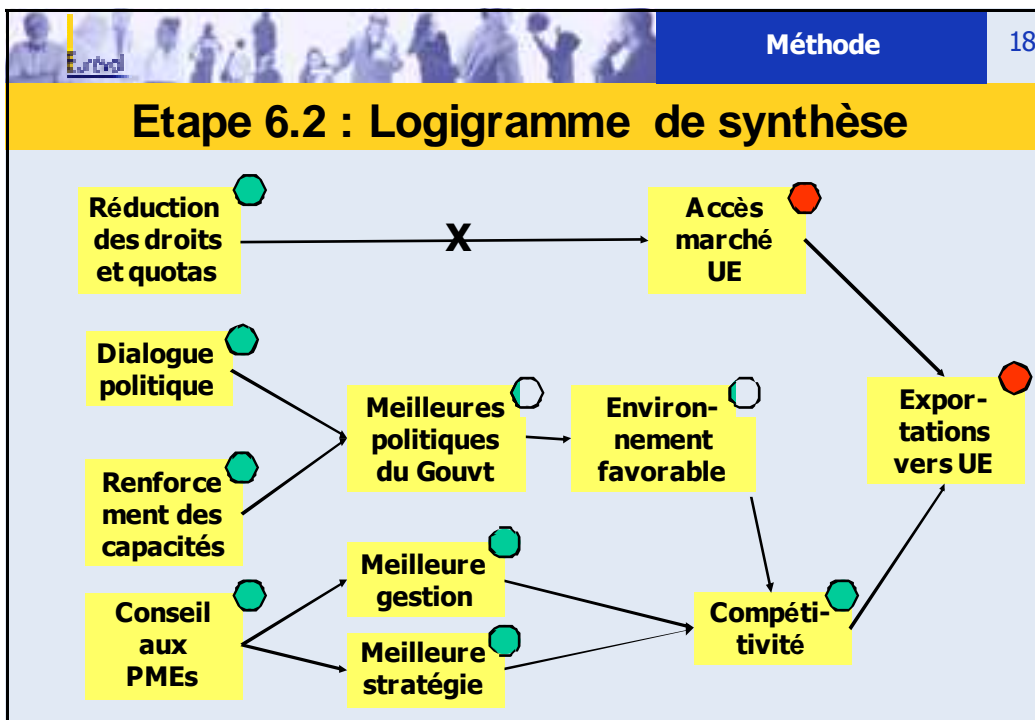 Euréval
Méthode
18
Etape 6.2 : Logigramme de synthèse
Réduction
des droits
et quotas
X
Accès
marché
UE
Dialogue
politique
Meilleures
politiques
du Gouvt
Environ-
nement
favorable
Expor-
tations
vers UE
Renforce
ment des
capacités
Meilleure
gestion
Conseil
aux
PMEs
Compéti-
tivité
Meilleure
stratégie